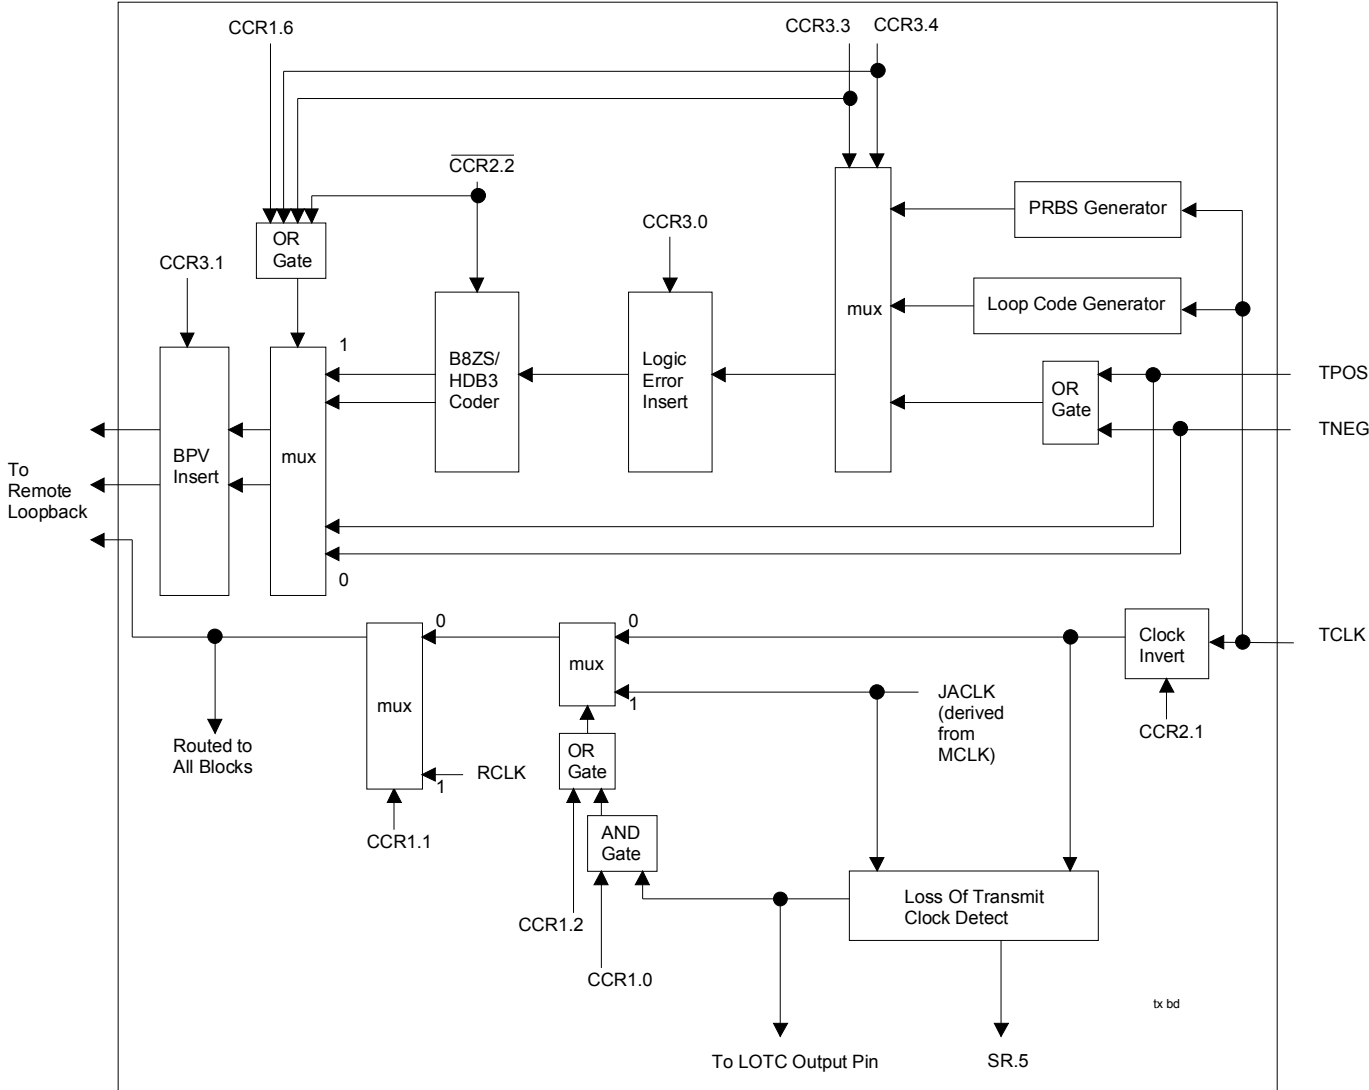 CCR1.6
CCR3.3
CCR3.4
CCR2.2
PRBS Generator
CCR3.0
OR
Gate
CCR3.1
Loop Code Generator
mux
1
B8ZS/
HDB3
Coder
Logic
Error
Insert
OR
Gate
TPOS
TNEG
BPV
Insert
mux
To
Remote
Loopback
0
0
0
Clock
Invert
TCLK
mux
mux
1
JACLK
(derived
from
MCLK)
CCR2.1
Routed to
All Blocks
OR
Gate
RCLK
1
CCR1.1
AND
Gate
Loss Of Transmit
Clock Detect
CCR1.2
CCR1.0
tx bd
To LOTC Output Pin
SR.5